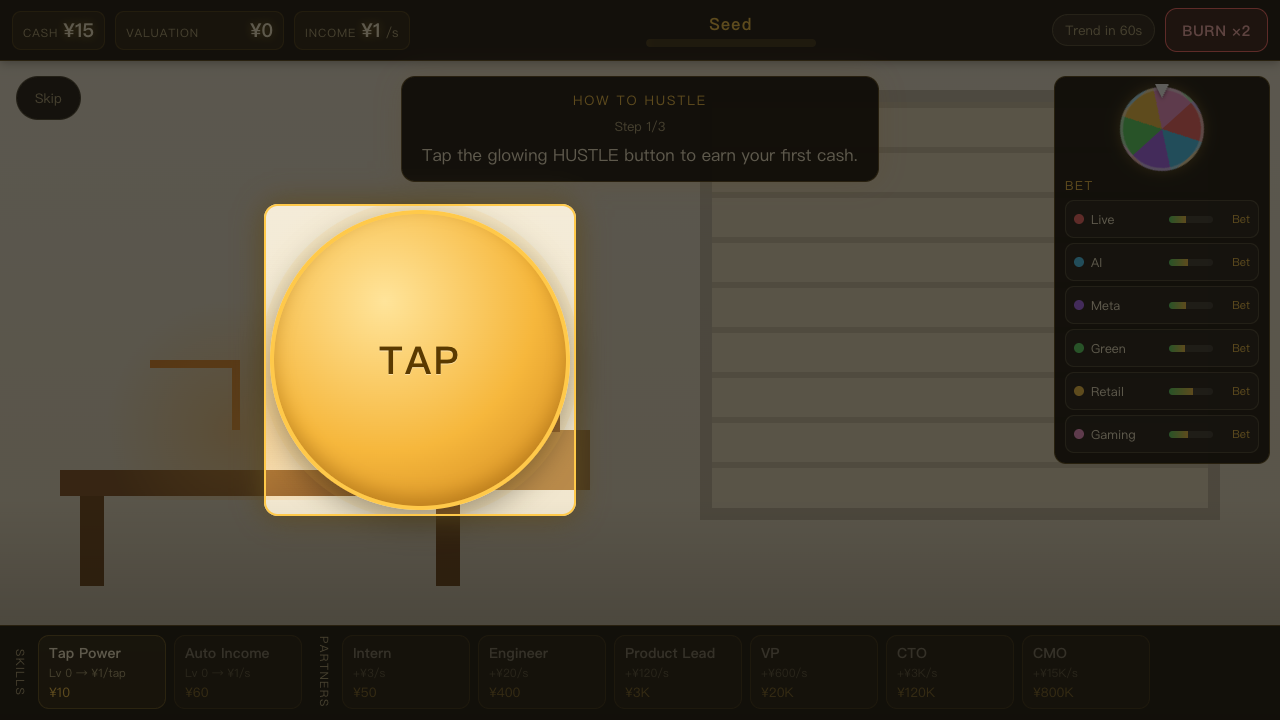 CASH ¥15
VALUATION ¥0
INCOME ¥1 /s
Seed
Trend in 60s
BURN ×2
Skip
HOW TO HUSTLE
Step 1/3
Tap the glowing HUSTLE button to earn your first cash.
TAP
BET
Live Bet
AI Bet
Meta Bet
Green Bet
Retail Bet
Gaming Bet
SKILLS
Tap Power
Lv 0 → ¥1/tap
¥10
Auto Income
Lv 0 → ¥1/s
¥60
PARTNERS
Intern
+¥3/s
¥50
Engineer
+¥20/s
¥400
Product Lead
+¥120/s
¥3K
VP
+¥600/s
¥20K
CTO
+¥3K/s
¥120K
CMO
+¥15K/s
¥800K